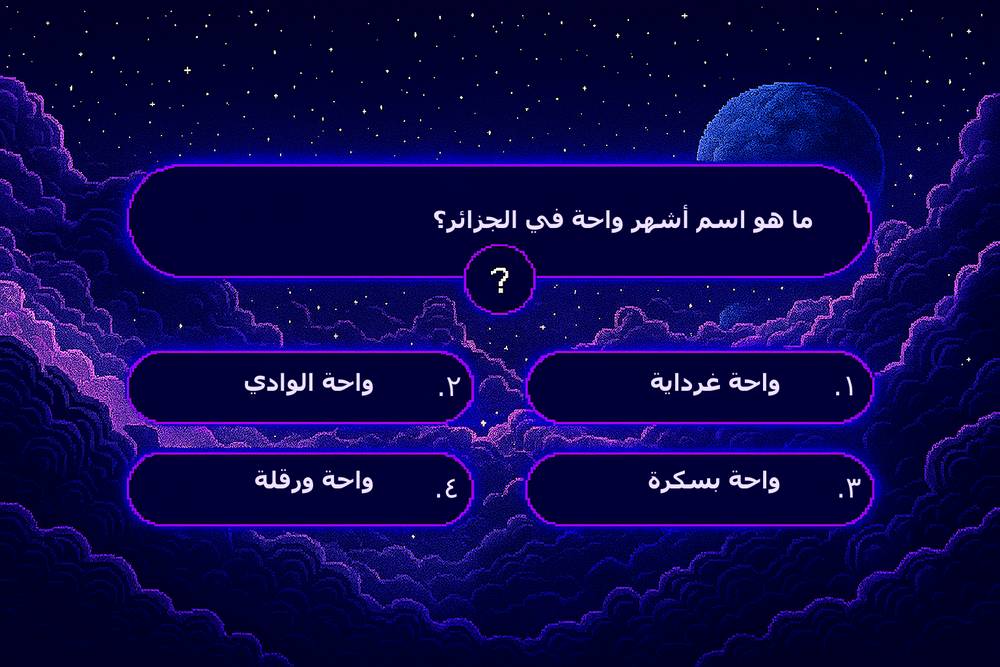 ما هو اسم أشهر واحة في الجزائر؟
?
١. واحة غرداية
٢. واحة الوادي
٣. واحة بسكرة
٤. واحة ورقلة